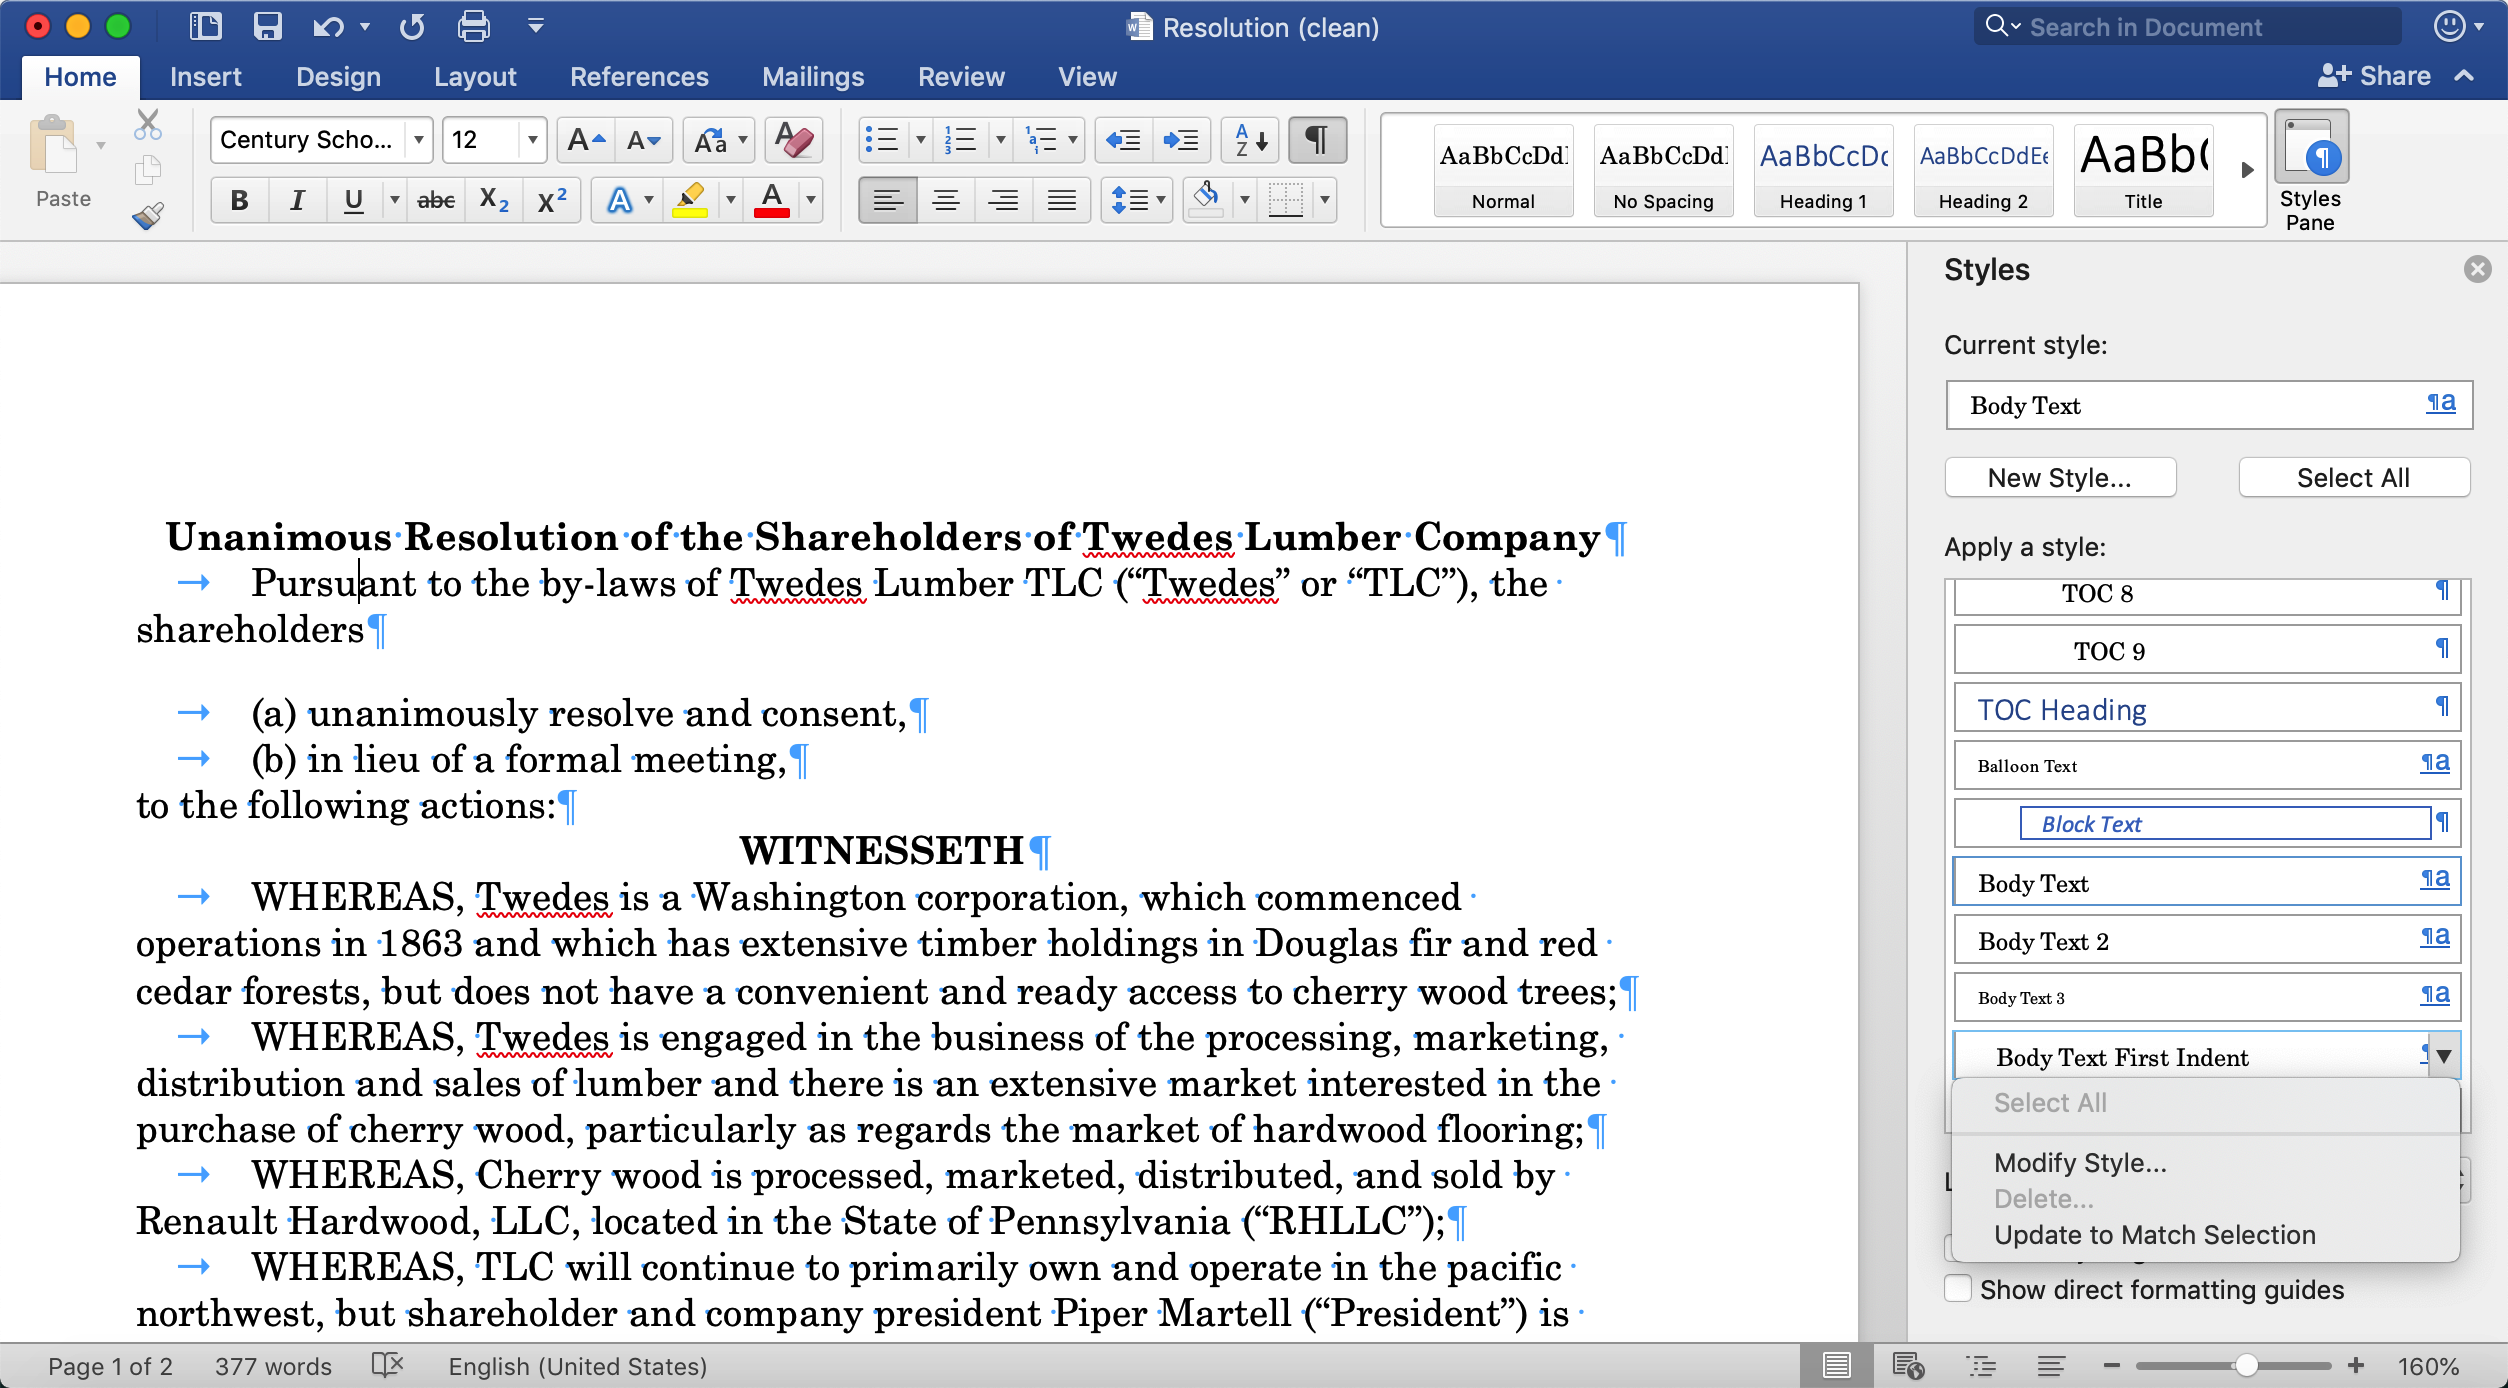 Resolution (clean)
Search in Document
Home Insert Design Layout References Mailings Review View Share
Paste
Century Scho... 12
B I U abc X2 X2
AaBbCcDdI AaBbCcDdI AaBbCcDc AaBbCcDdEe AaBb(
Normal No Spacing Heading 1 Heading 2 Title
Styles
Pane
Unanimous Resolution of the Shareholders of Twedes Lumber Company¶
→ Pursuant to the by-laws of Twedes Lumber TLC (“Twedes” or “TLC”), the
shareholders¶
→ (a) unanimously resolve and consent,¶
→ (b) in lieu of a formal meeting,¶
to the following actions:¶
WITNESSETH¶
→ WHEREAS, Twedes is a Washington corporation, which commenced
operations in 1863 and which has extensive timber holdings in Douglas fir and red
cedar forests, but does not have a convenient and ready access to cherry wood trees;¶
→ WHEREAS, Twedes is engaged in the business of the processing, marketing,
distribution and sales of lumber and there is an extensive market interested in the
purchase of cherry wood, particularly as regards the market of hardwood flooring;¶
→ WHEREAS, Cherry wood is processed, marketed, distributed, and sold by
Renault Hardwood, LLC, located in the State of Pennsylvania (“RHLLC”);¶
→ WHEREAS, TLC will continue to primarily own and operate in the pacific
northwest, but shareholder and company president Piper Martell (“President”) is
Styles
Current style:
Body Text ¶a
New Style... Select All
Apply a style:
TOC 8 ¶
TOC 9 ¶
TOC Heading ¶
Balloon Text ¶a
Block Text ¶
Body Text ¶a
Body Text 2 ¶a
Body Text 3 ¶a
Body Text First Indent
Select All
Modify Style...
Delete...
Update to Match Selection
Show direct formatting guides
Page 1 of 2 377 words English (United States) 160%